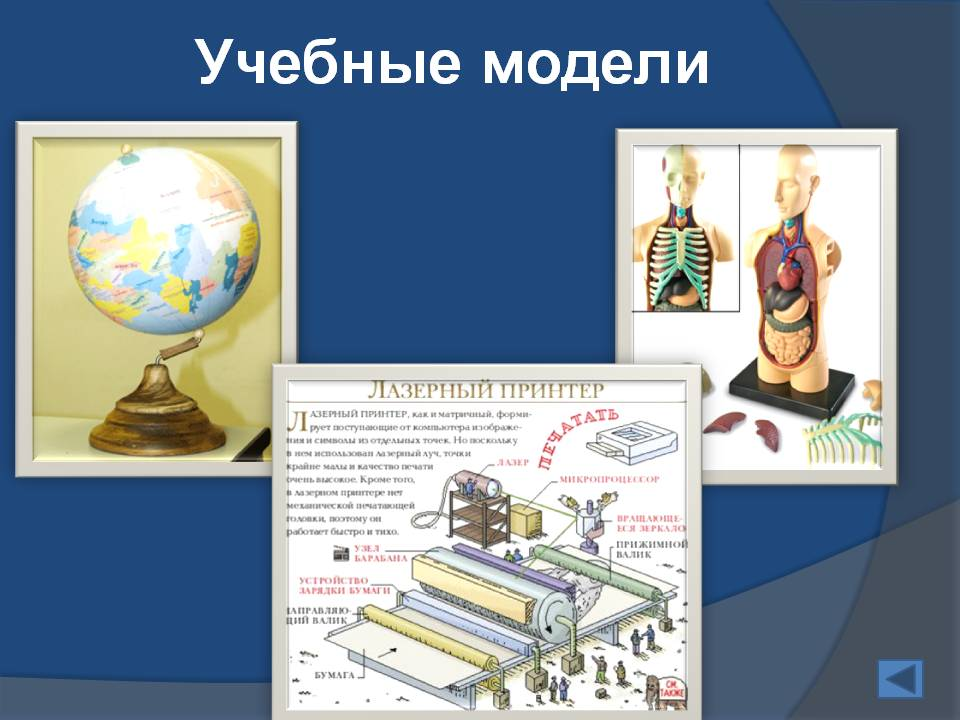 Учебные модели
ЛАЗЕРНЫЙ ПРИНТЕР
ЛАЗЕРНЫЙ ПРИНТЕР, как и матричный, форми-
рует поступающие от компьютера изображе-
ния и символы из отдельных точек. Но поскольку
в нем использован лазерный луч, точки
крайне малы и качество печати
очень высокое. Кроме того,
в лазерном принтере нет
механической печатающей
головки, поэтому он
работает быстро и тихо.
ПЕЧАТАТЬ
ЛАЗЕР
МИКРОПРОЦЕССОР
ВРАЩАЮЩЕ-
ЕСЯ ЗЕРКАЛО
ПРИЖИМНОЙ
ВАЛИК
УЗЕЛ
БАРАБАНА
УСТРОЙСТВО
ЗАРЯДКИ БУМАГИ
НАПРАВЛЯЮ-
ЩИЙ ВАЛИК
БУМАГА
СМ.
ТАКЖЕ